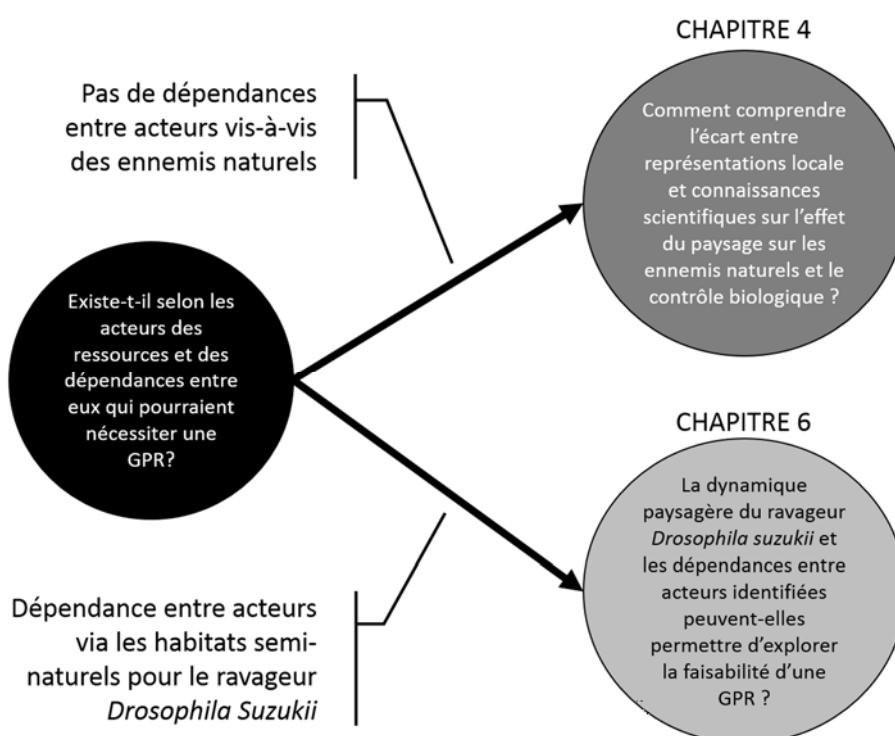 CHAPITRE 4
Pas de dépendances
entre acteurs vis-à-vis
des ennemis naturels
Comment comprendre
l'écart entre
représentations locale
et connaissances
scientifiques sur l'effet
du paysage sur les
ennemis naturels et le
contrôle biologique ?
Existe-t-il selon les
acteurs des
ressources et des
dépendances entre
eux qui pourraient
nécessiter une
GPR?
CHAPITRE 6
La dynamique
paysagère du ravageur
Drosophila suzukii et
les dépendances entre
acteurs identifiées
peuvent-elles
permettre d'explorer
la faisabilité d'une
GPR ?
Dépendance entre acteurs
via les habitats semi-
naturels pour le ravageur
Drosophila Suzukii